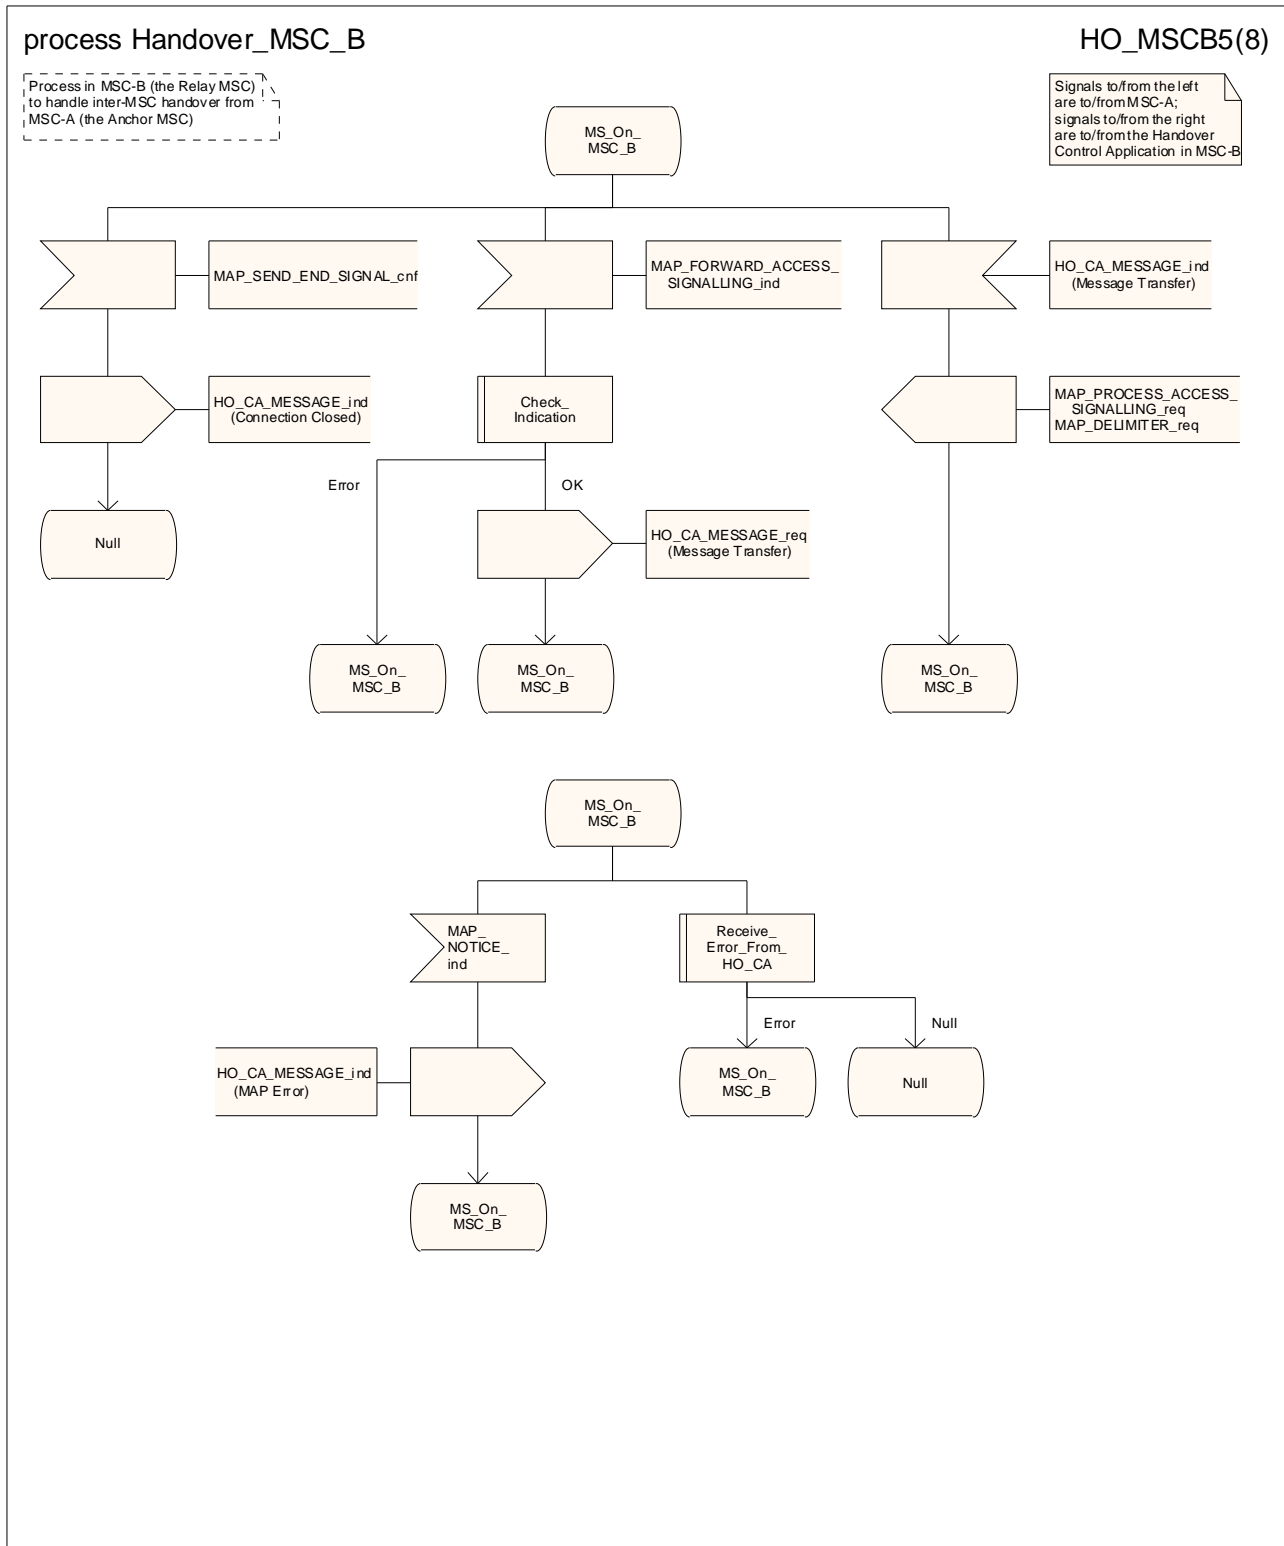 process Handover_MSC_B
HO_MSCB5(8)
Process in MSC-B (the Relay MSC)
to handle inter-MSC handover from
MSC-A (the Anchor MSC)
Signals to/from the left
are to/from MSC-A;
signals to/from the right
are to/from the Handover
Control Application in MSC-B
MS_On_
MSC_B
MAP_SEND_END_SIGNAL_cnf
MAP_FORWARD_ACCESS_
SIGNALLING_ind
HO_CA_MESSAGE_ind
(Message Transfer)
HO_CA_MESSAGE_ind
(Connection Closed)
Check_
Indication
MAP_PROCESS_ACCESS_
SIGNALLING_req
MAP_DELIMITER_req
Error
OK
Null
HO_CA_MESSAGE_req
(Message Transfer)
MS_On_
MSC_B
MS_On_
MSC_B
MS_On_
MSC_B
MS_On_
MSC_B
MAP_
NOTICE_
ind
Receive_
Error_From_
HO_CA
Error
Null
HO_CA_MESSAGE_ind
(MAP Error)
MS_On_
MSC_B
Null
MS_On_
MSC_B